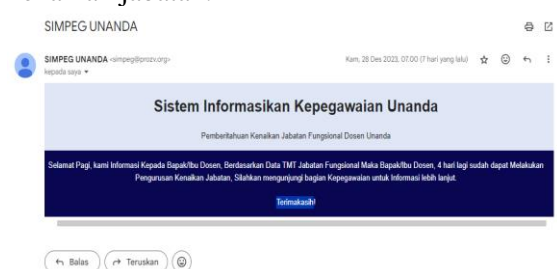 SIMPEG UNANDA
SIMPEG UNANDA <simpeg@prozv.org>
Kam, 28 Des 2023, 07.00 (7 hari yang lalu)
kepada saya
Sistem Informasikan Kepegawaian Unanda
Pemberitahuan Kenaikan Jabatan Fungsional Dosen Unanda
Selamat Pagi, kami Informasi Kepada Bapak/Ibu Dosen, Berdasarkan Data TMT Jabatan Fungsional Maka Bapak/Ibu Dosen, 4 hari lagi sudah dapat Melakukan
Pengurusan Kenaikan Jabatan, Silahkan mengunjungi bagian Kepegawaian untuk Informasi lebih lanjut.
Terimakasih!
Balas
Teruskan